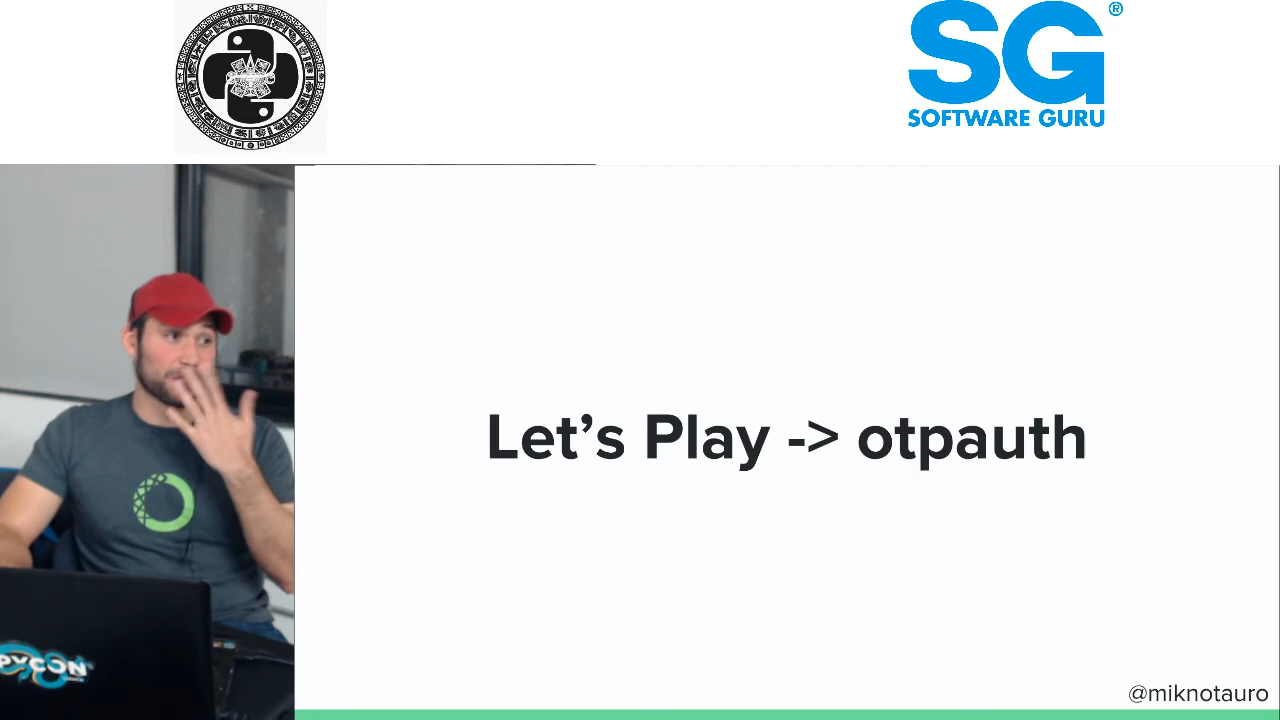 SG®
SOFTWARE GURU
Let's Play -> otpauth
PYCON
@miknotauro